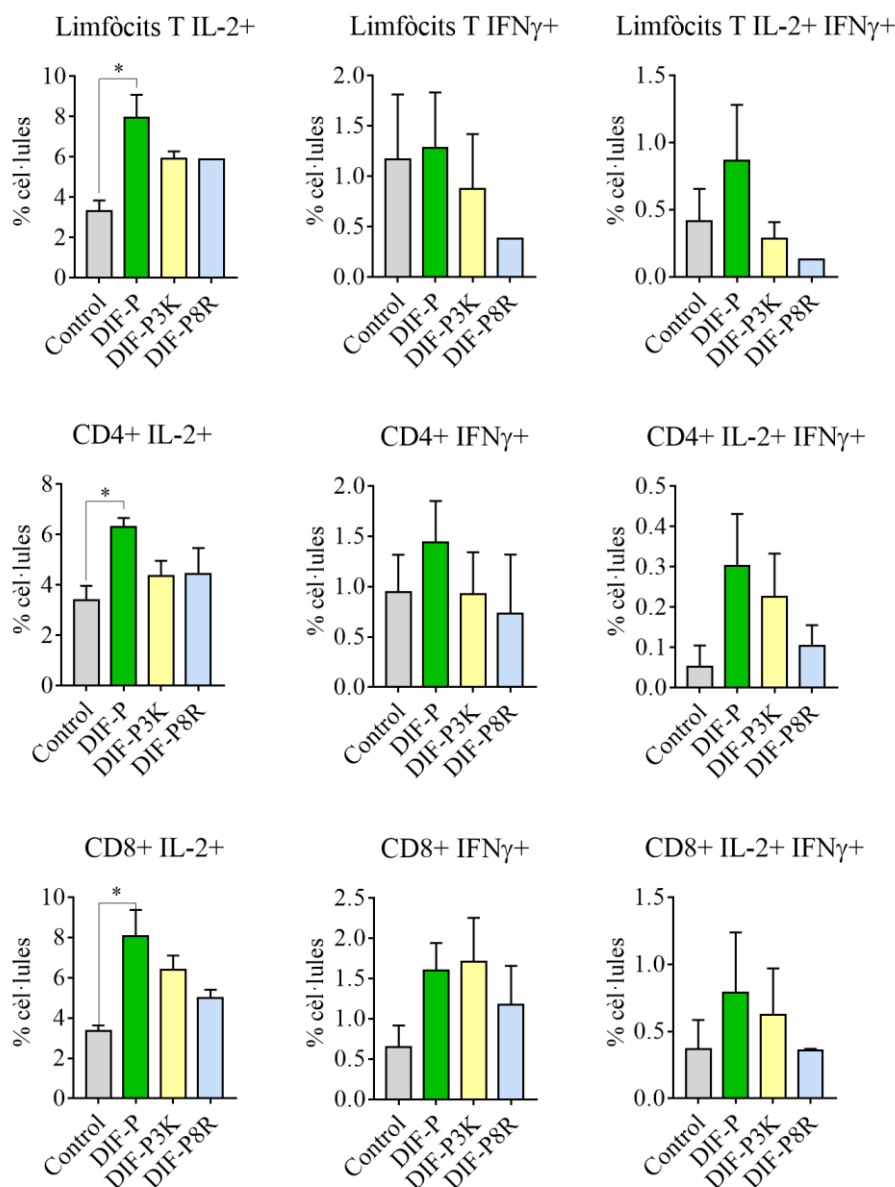 Limfòcits T IL-2+
Limfòcits T IFNγ+
Limfòcits T IL-2+ IFNγ+
% cèl·lules
10
8
6
4
2
0
*
Control
DIF-P
DIF-P3K
DIF-P8R
% cèl·lules
2.0
1.5
1.0
0.5
0.0
Control
DIF-P
DIF-P3K
DIF-P8R
% cèl·lules
1.5
1.0
0.5
0.0
Control
DIF-P
DIF-P3K
DIF-P8R
CD4+ IL-2+
CD4+ IFNγ+
CD4+ IL-2+ IFNγ+
% cèl·lules
8
6
4
2
0
*
Control
DIF-P
DIF-P3K
DIF-P8R
% cèl·lules
2.0
1.5
1.0
0.5
0.0
Control
DIF-P
DIF-P3K
DIF-P8R
% cèl·lules
0.5
0.4
0.3
0.2
0.1
0.0
Control
DIF-P
DIF-P3K
DIF-P8R
CD8+ IL-2+
CD8+ IFNγ+
CD8+ IL-2+ IFNγ+
% cèl·lules
10
8
6
4
2
0
*
Control
DIF-P
DIF-P3K
DIF-P8R
% cèl·lules
2.5
2.0
1.5
1.0
0.5
0.0
Control
DIF-P
DIF-P3K
DIF-P8R
% cèl·lules
1.5
1.0
0.5
0.0
Control
DIF-P
DIF-P3K
DIF-P8R